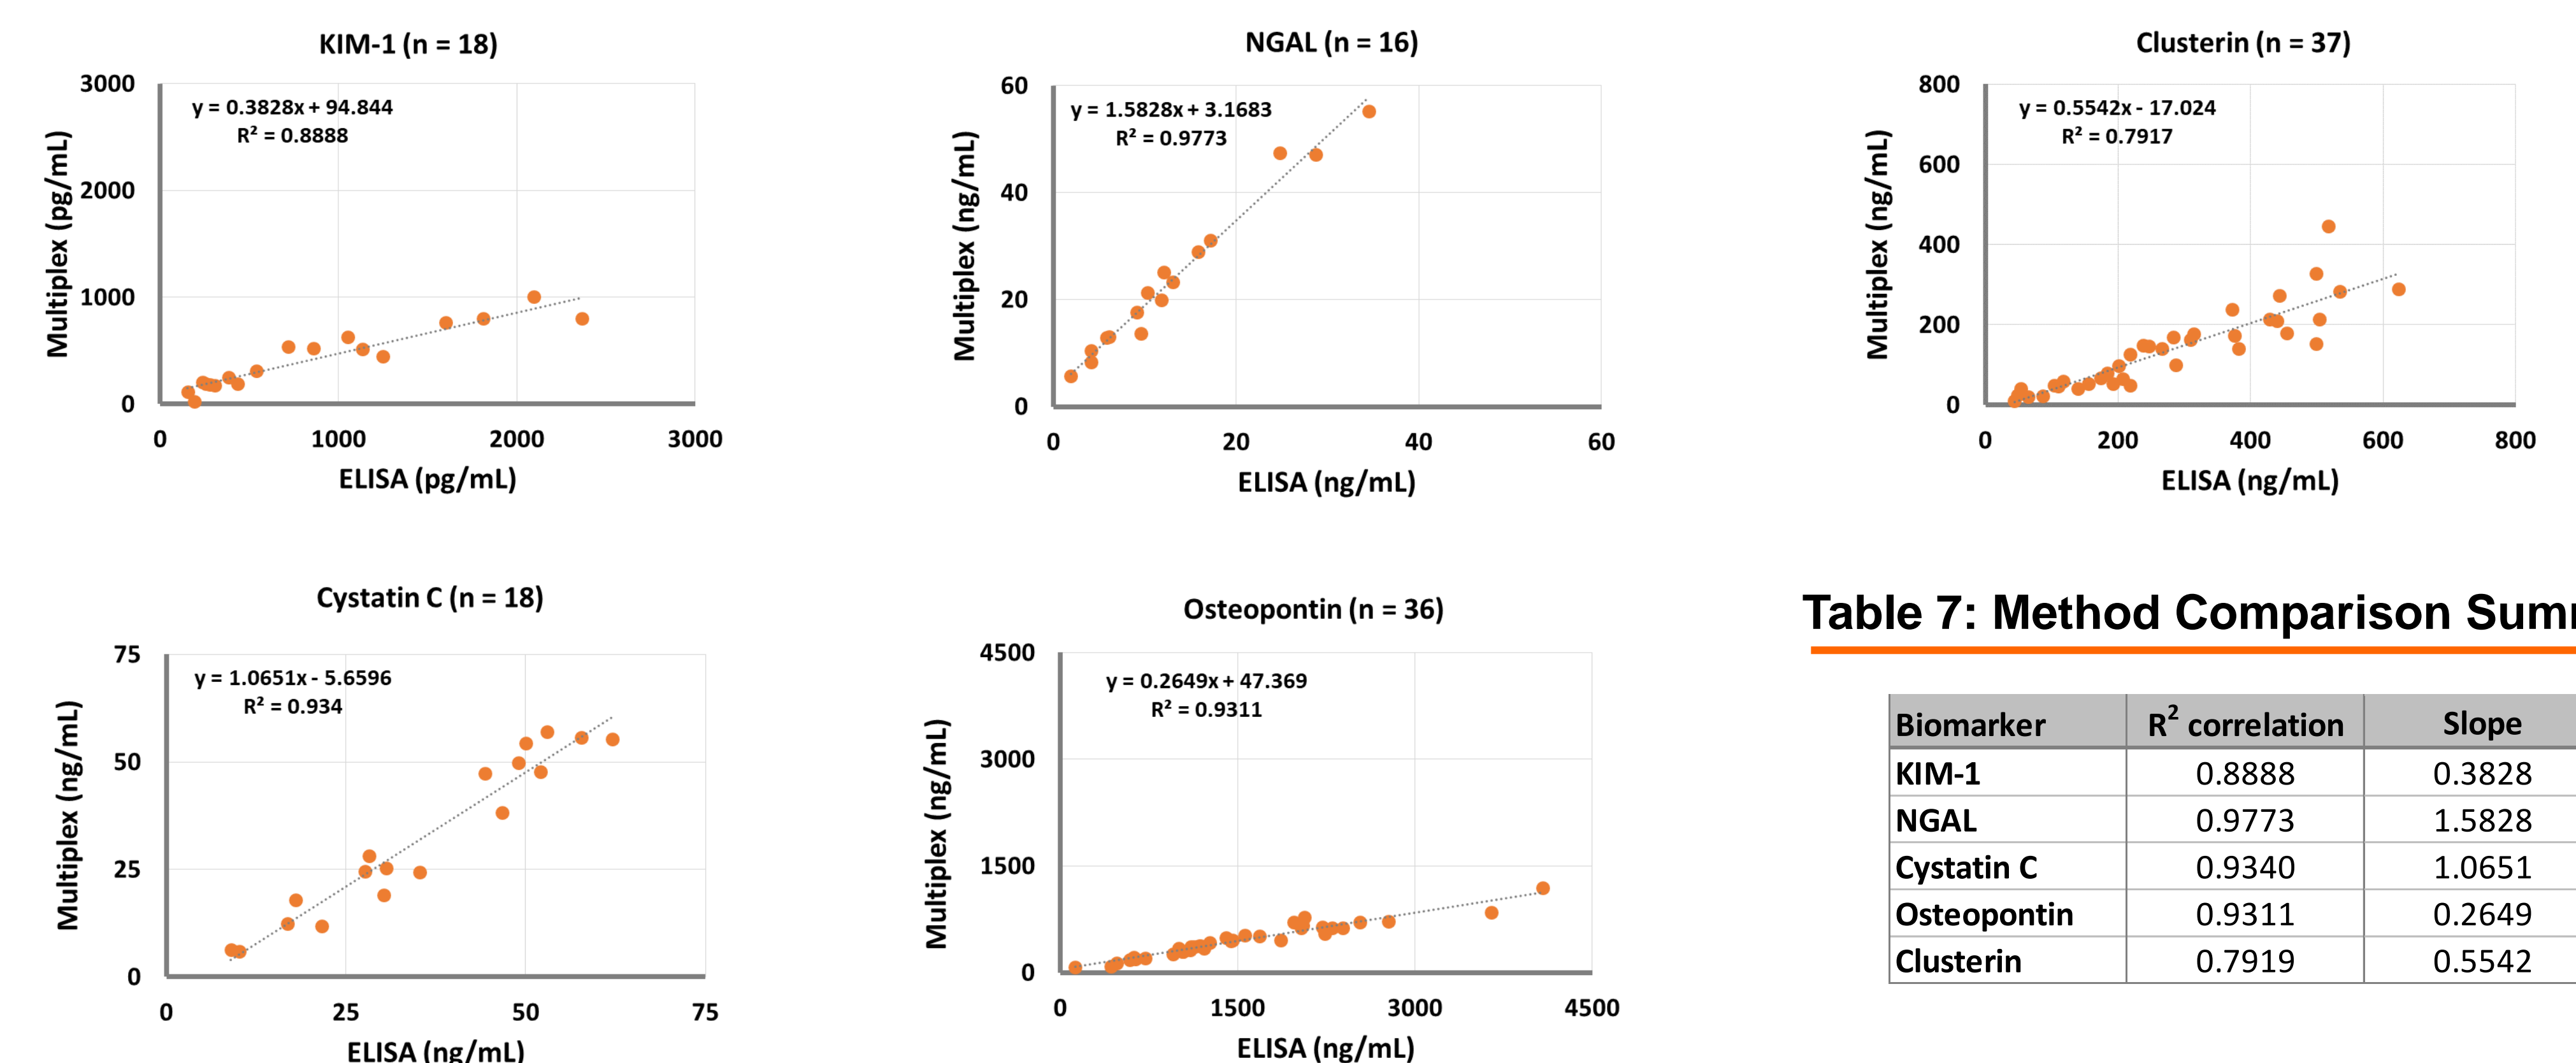 KIM-1 (n = 18)
3000
y = 0.3828x + 94.844
R² = 0.8888
2000
1000
0
Multiplex (pg/mL)
0 1000 2000 3000
ELISA (pg/mL)
NGAL (n = 16)
60
y = 1.5828x + 3.1683
R² = 0.9773
40
20
0
Multiplex (ng/mL)
0 20 40 60
ELISA (ng/mL)
Clusterin (n = 37)
800
y = 0.5542x - 17.024
R² = 0.7917
600
400
200
0
Multiplex (ng/mL)
0 200 400 600 800
ELISA (ng/mL)
Cystatin C (n = 18)
75
y = 1.0651x - 5.6596
R² = 0.934
50
25
0
Multiplex (ng/mL)
0 25 50 75
ELISA (ng/mL)
Osteopontin (n = 36)
4500
y = 0.2649x + 47.369
R² = 0.9311
3000
1500
0
Multiplex (ng/mL)
0 1500 3000 4500
ELISA (ng/mL)
Table 7: Method Comparison
Biomarker R² correlation Slope
KIM-1 0.8888 0.3828
NGAL 0.9773 1.5828
Cystatin C 0.9340 1.0651
Osteopontin 0.9311 0.2649
Clusterin 0.7919 0.5542